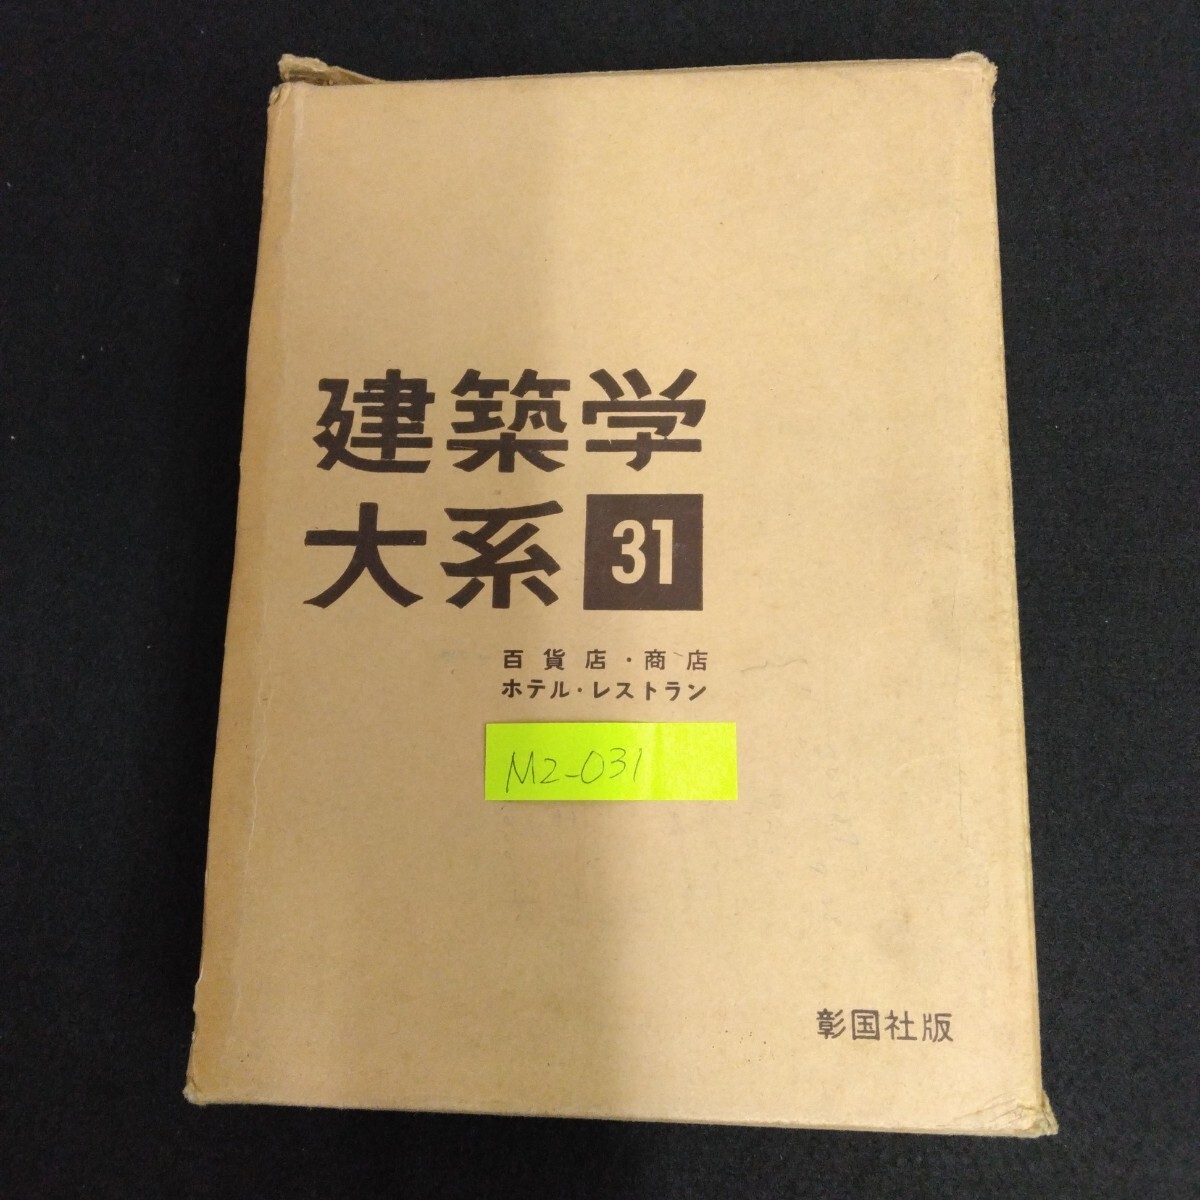 建築学
大系 31
百貨店・商店
ホテル・レストラン
M2-031
彰国社版